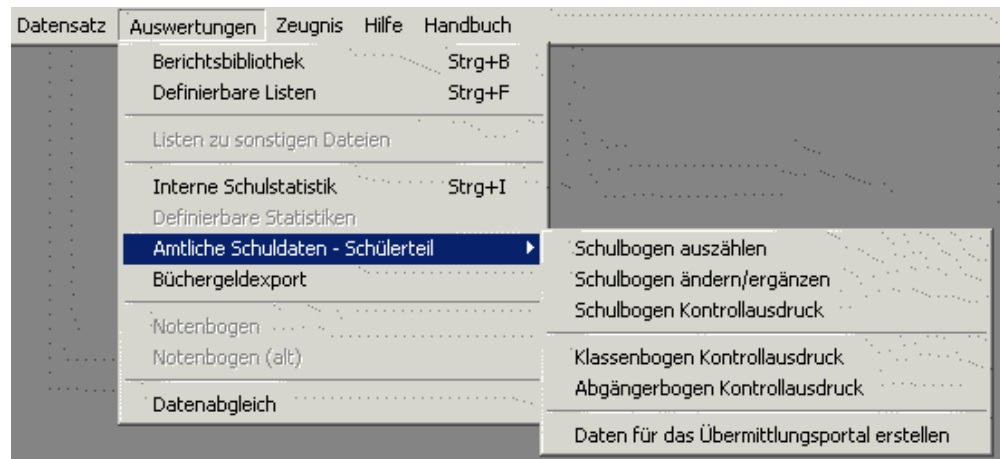 Datensatz Auswertungen Zeugnis Hilfe Handbuch
Berichtsbibliothek Strg+B
Definierbare Listen Strg+F
Listen zu sonstigen Dateien
Interne Schulstatistik Strg+I
Definierbare Statistiken
Amtliche Schuldaten - Schülerteil
Büchergeldexport
Notenbogen
Notenbogen (alt)
Datenabgleich
Schulbogen auszählen
Schulbogen ändern/ergänzen
Schulbogen Kontrollausdruck
Klassenbogen Kontrollausdruck
Abgängerbogen Kontrollausdruck
Daten für das Übermittlungsportal erstellen